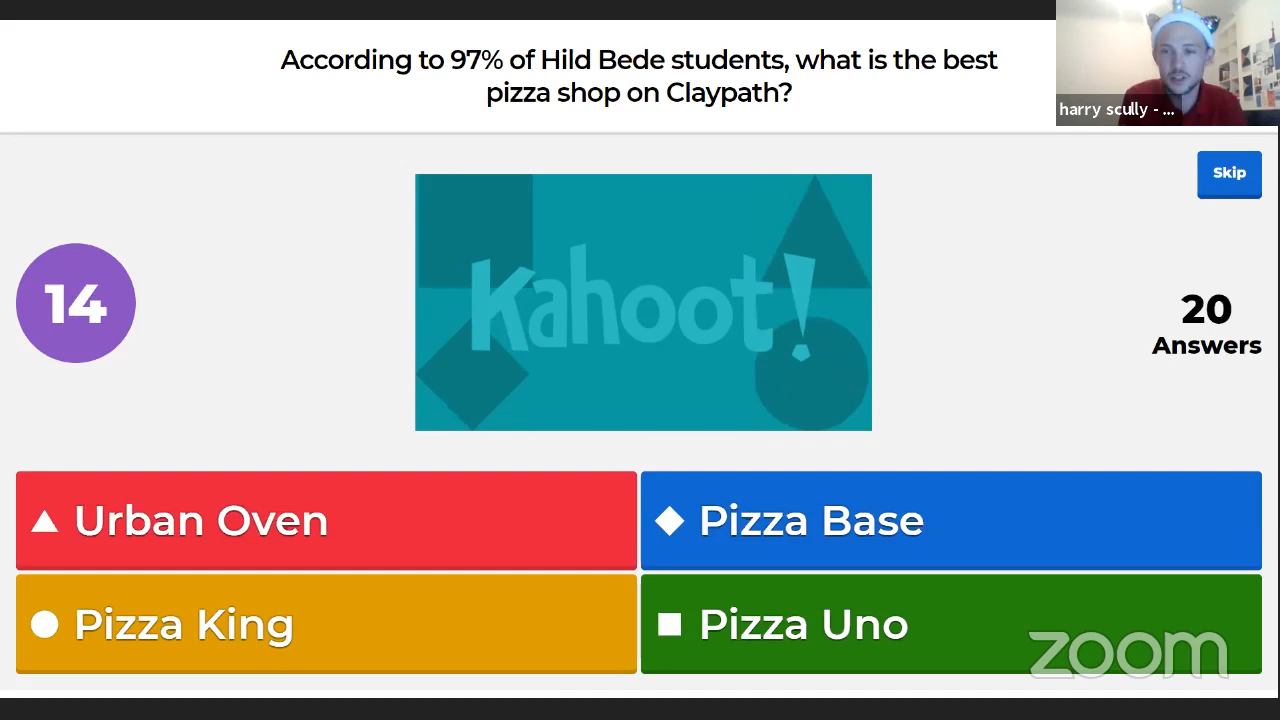 According to 97% of Hild Bede students, what is the best
pizza shop on Claypath?
harry scully - ...
Skip
Kahoot!
14
20
Answers
Urban Oven
Pizza Base
Pizza King
Pizza Uno
zoom